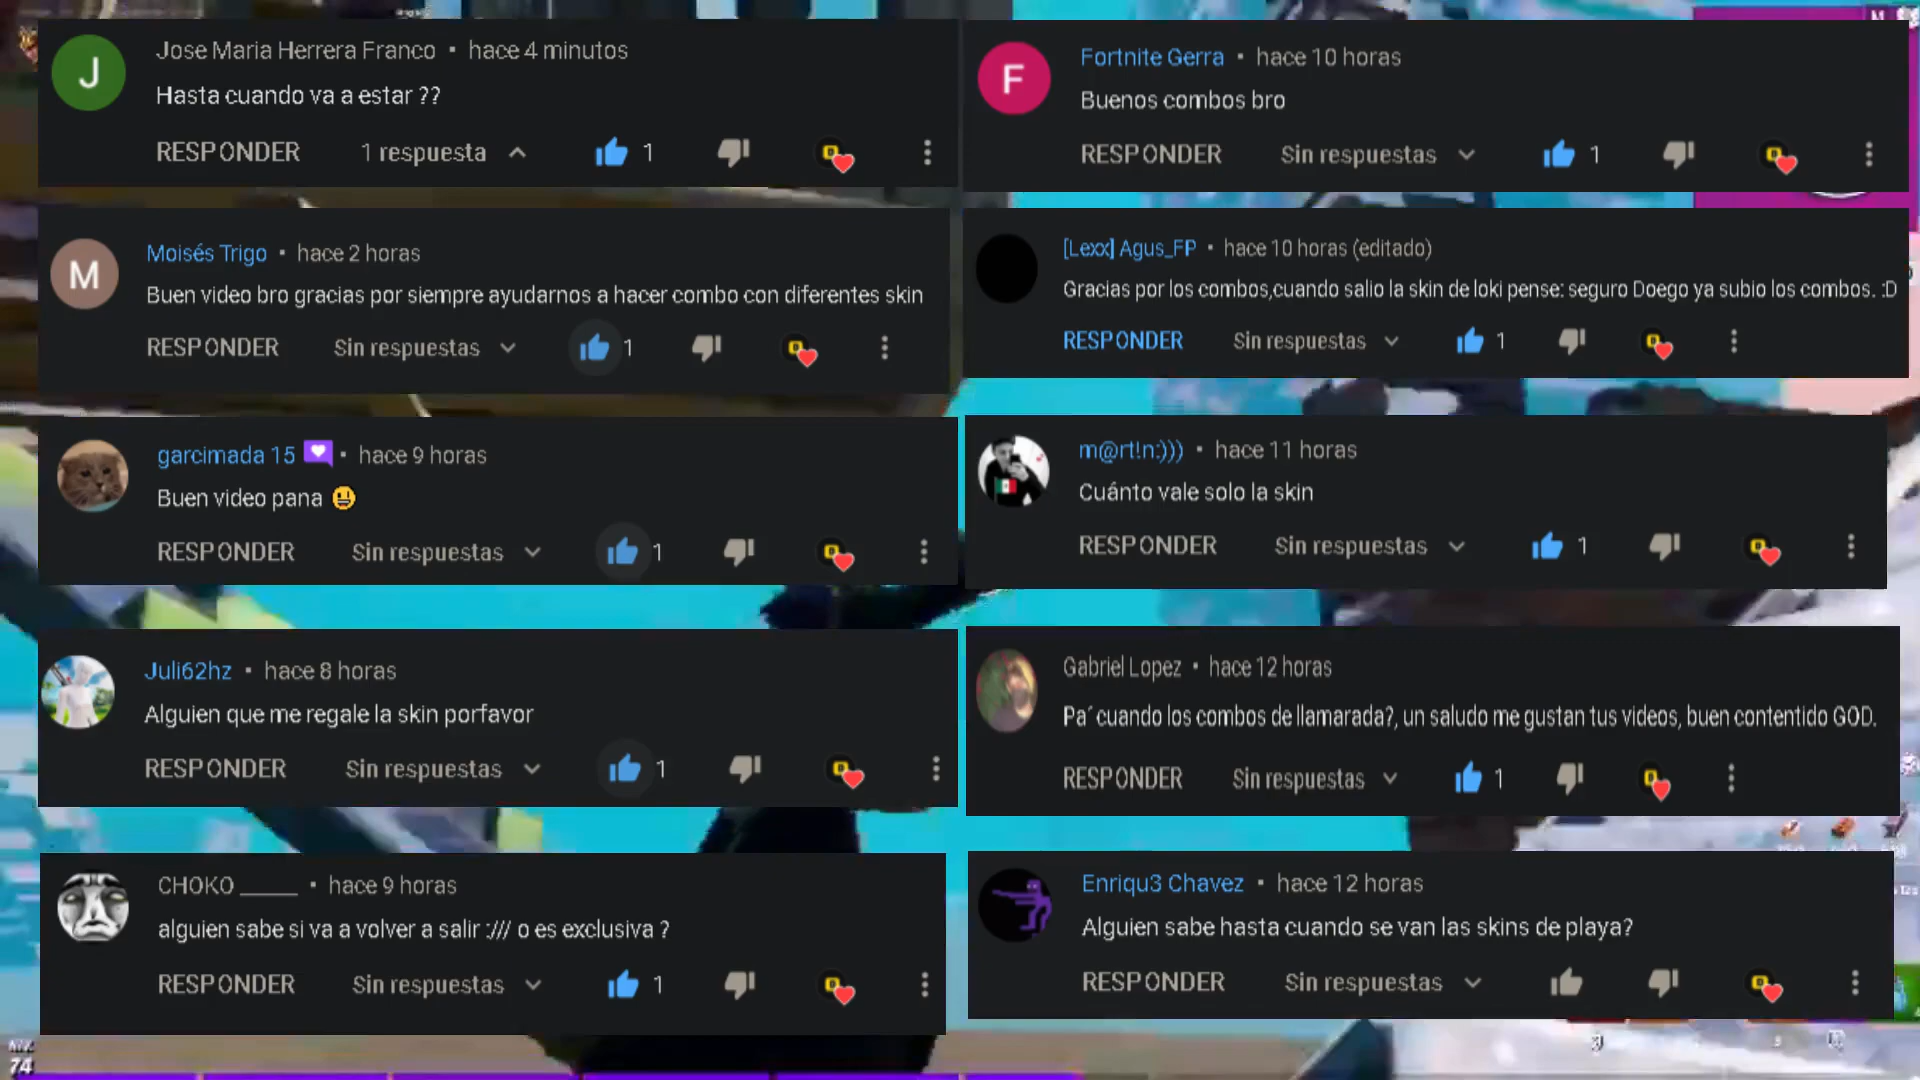 Jose Maria Herrera Franco • hace 4 minutos
Hasta cuando va a estar ??
RESPONDER 1 respuesta 1
Moisés Trigo • hace 2 horas
Buen video bro gracias por siempre ayudarnos a hacer combo con diferentes skin
RESPONDER Sin respuestas 1
garcimada 15 • hace 9 horas
Buen video pana 😃
RESPONDER Sin respuestas 1
Juli62hz • hace 8 horas
Alguien que me regale la skin porfavor
RESPONDER Sin respuestas 1
CHOKO _____ • hace 9 horas
alguien sabe si va a volver a salir :/// o es exclusiva ?
RESPONDER Sin respuestas 1
Fortnite Gerra • hace 10 horas
Buenos combos bro
RESPONDER Sin respuestas 1
[Lexx] Agus_FP • hace 10 horas (editado)
Gracias por los combos,cuando salio la skin de loki pense: seguro Doego ya subio los combos. :D
RESPONDER Sin respuestas 1
m@rt!n:))) • hace 11 horas
Cuánto vale solo la skin
RESPONDER Sin respuestas 1
Gabriel Lopez • hace 12 horas
Pa´ cuando los combos de llamarada?, un saludo me gustan tus videos, buen contentido GOD.
RESPONDER Sin respuestas 1
Enriqu3 Chavez • hace 12 horas
Alguien sabe hasta cuando se van las skins de playa?
RESPONDER Sin respuestas
74